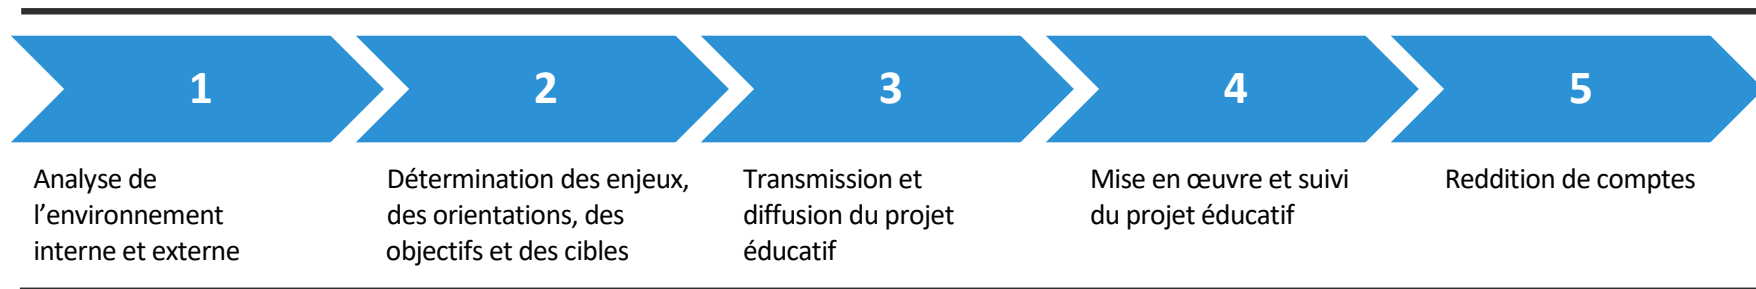 1
2
3
4
5
Analyse de
l’environnement
interne et externe
Détermination des enjeux,
des orientations, des
objectifs et des cibles
Transmission et
diffusion du projet
éducatif
Mise en œuvre et suivi
du projet éducatif
Reddition de comptes